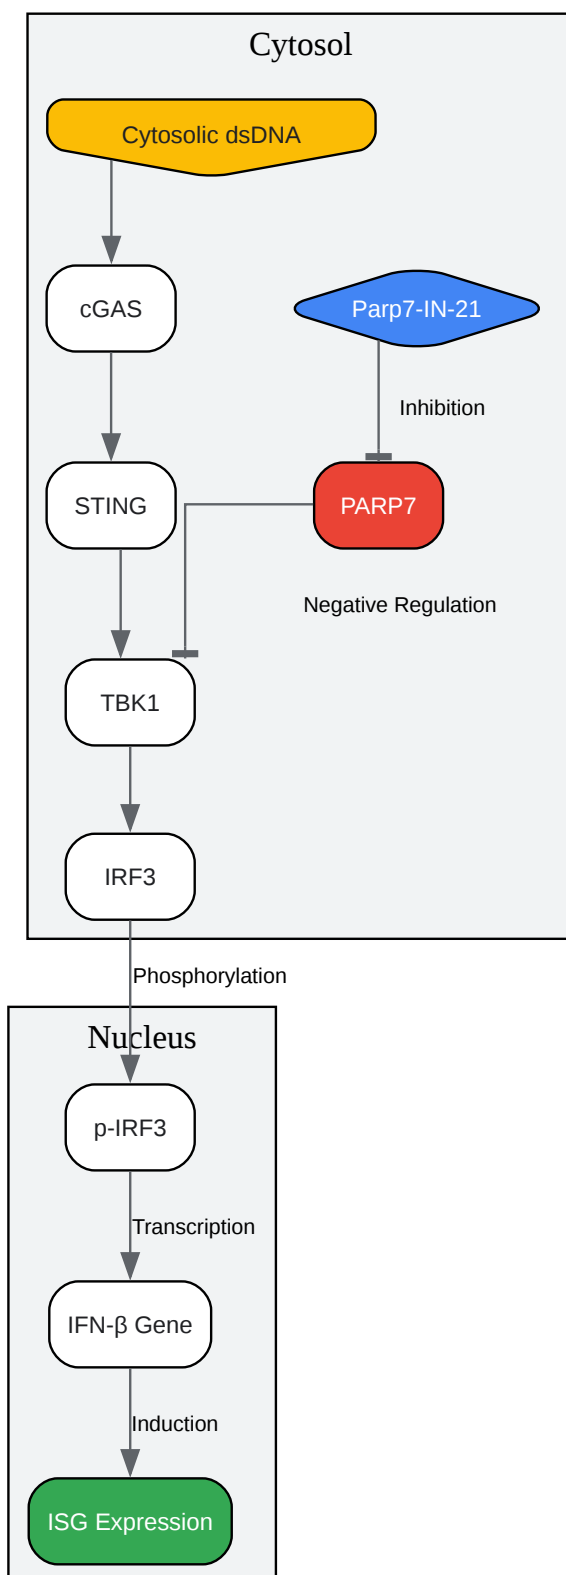 Cytosol
Cytosolic dsDNA
cGAS
Parp7-IN-21
Inhibition
STING
PARP7
Negative Regulation
TBK1
IRF3
Phosphorylation
Nucleus
p-IRF3
Transcription
IFN-β Gene
Induction
ISG Expression